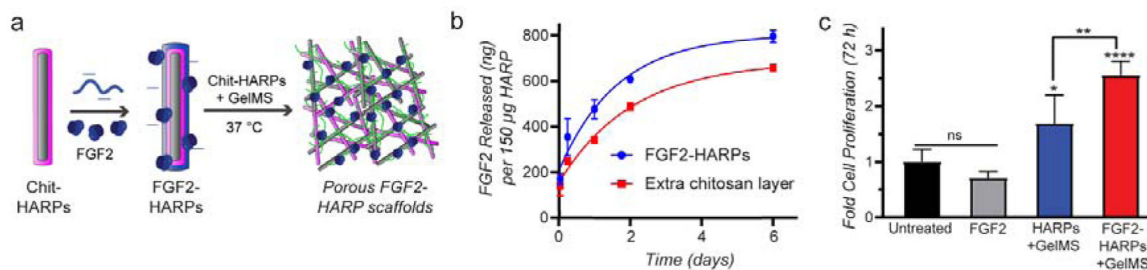 a
FGF2
Chit-
HARPs
FGF2-
HARPs
Chit-HARPs
+ GelMS
37 °C
Porous FGF2-
HARP scaffolds
b
FGF2 Released (ng)
per 150 µg HARP
800
600
400
200
0
0
2
4
6
Time (days)
FGF2-HARPs
Extra chitosan layer
c
Fold Cell Proliferation (72 h)
3
2
1
0
ns
*
**
****
Untreated
FGF2
HARPs
+GelMS
FGF2-
HARPs
+GelMS